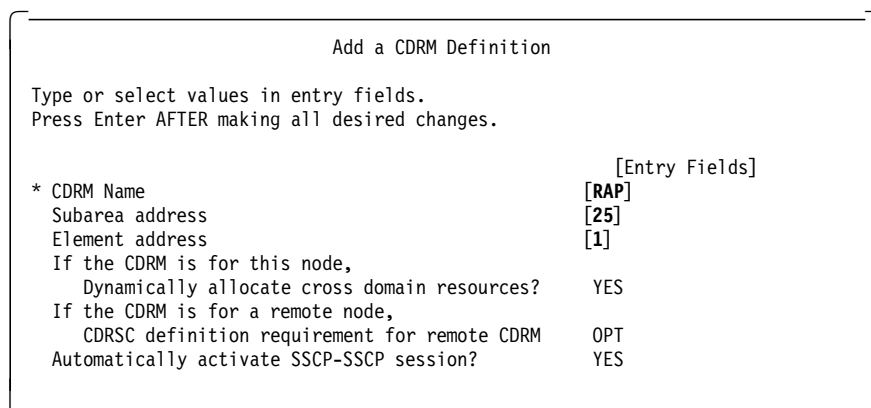 Add a CDRM Definition
Type or select values in entry fields.
Press Enter AFTER making all desired changes.
[Entry Fields]
* CDRM Name [RAP]
Subarea address [25]
Element address [1]
If the CDRM is for this node,
Dynamically allocate cross domain resources? YES
If the CDRM is for a remote node,
CDRSC definition requirement for remote CDRM OPT
Automatically activate SSCP-SSCP session? YES